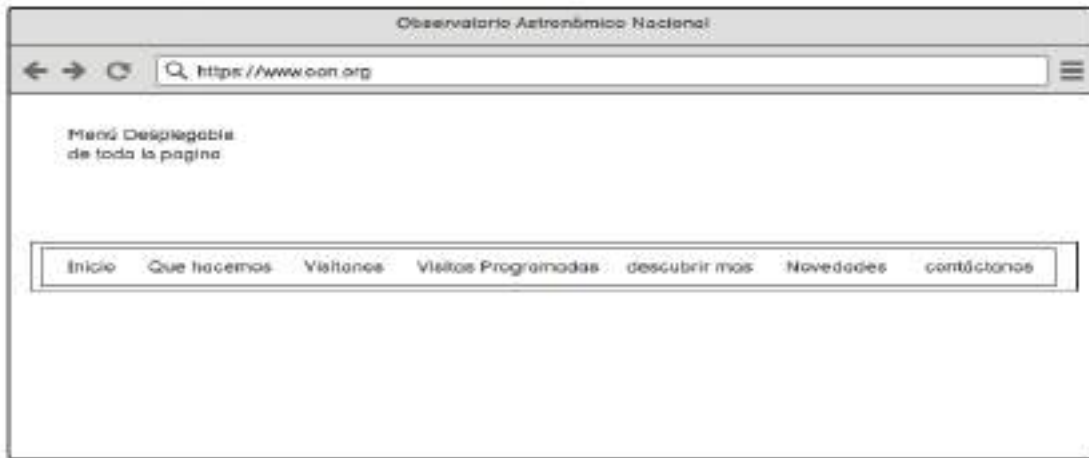 Observatorio Astronómico Nacional
https://www.oan.org
Menú Desplegable
de toda la pagina
Inicio Que hacemos Visitanos Visitas Programadas descubrir mas Novedades contáctanos